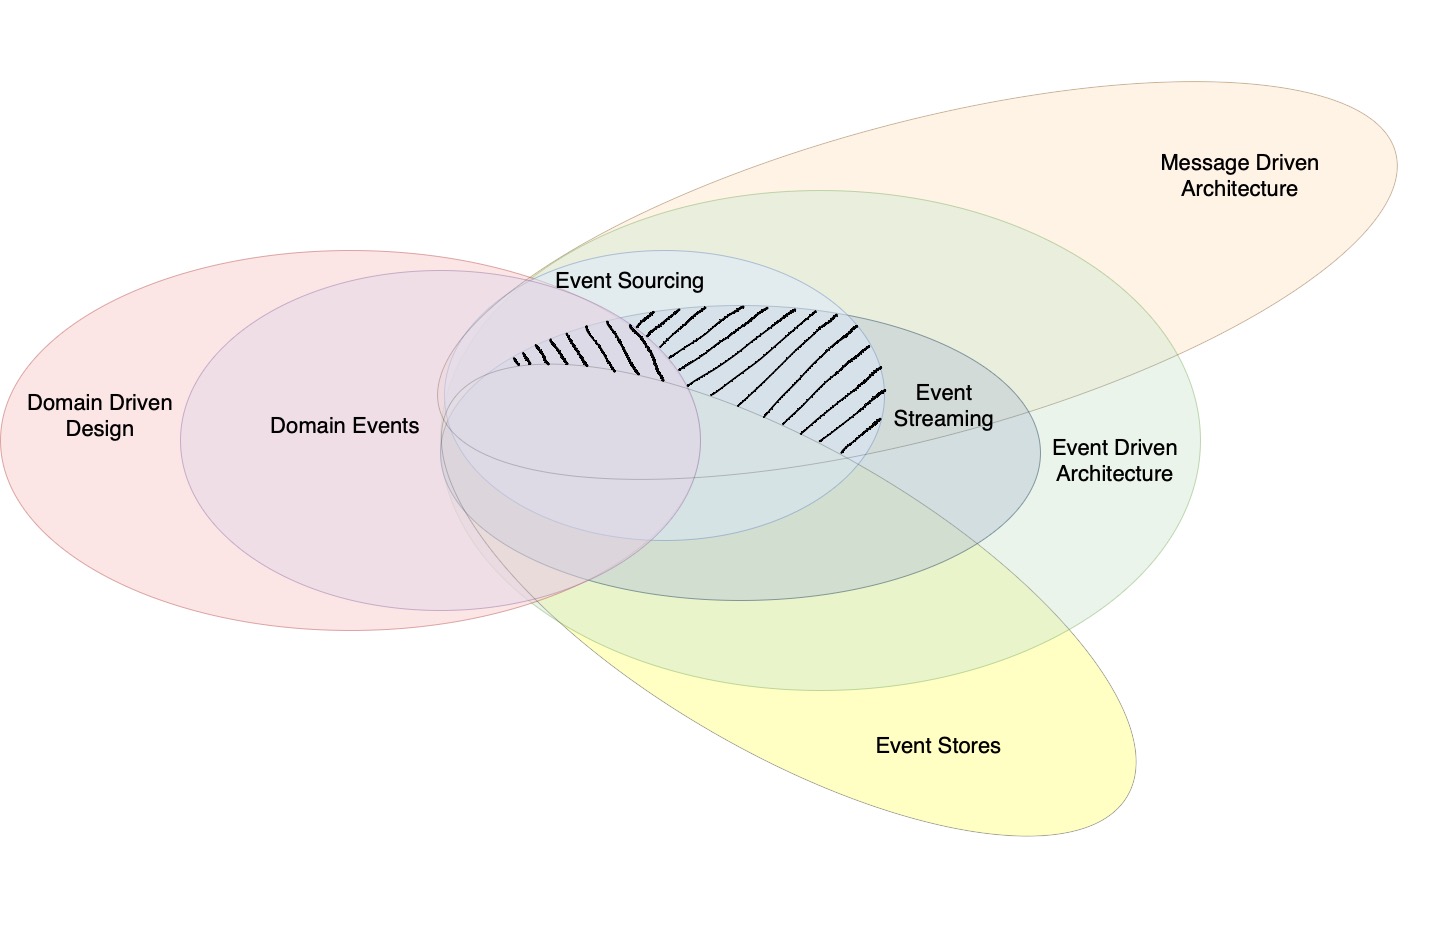 Message Driven
Architecture
Event Sourcing
Domain Driven
Design
Domain Events
Event
Streaming
Event Driven
Architecture
Event Stores